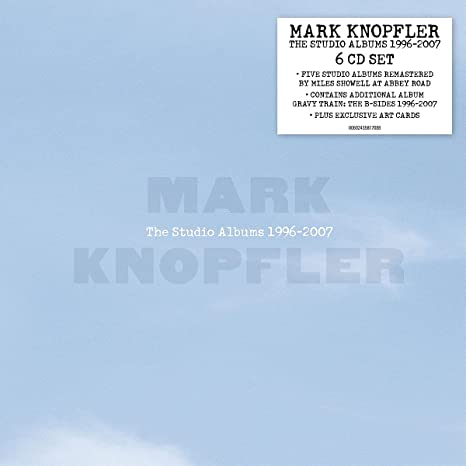 MARK KNOPFLER
THE STUDIO ALBUMS 1996-2007
6 CD SET
• FIVE STUDIO ALBUMS REMASTERED
BY MILES SHOWELL AT ABBEY ROAD
• CONTAINS ADDITIONAL ALBUM
GRAVY TRAIN: THE B-SIDES 1996-2007
• PLUS EXCLUSIVE ART CARDS
MARK
The Studio Albums 1996-2007
KNOPFLER